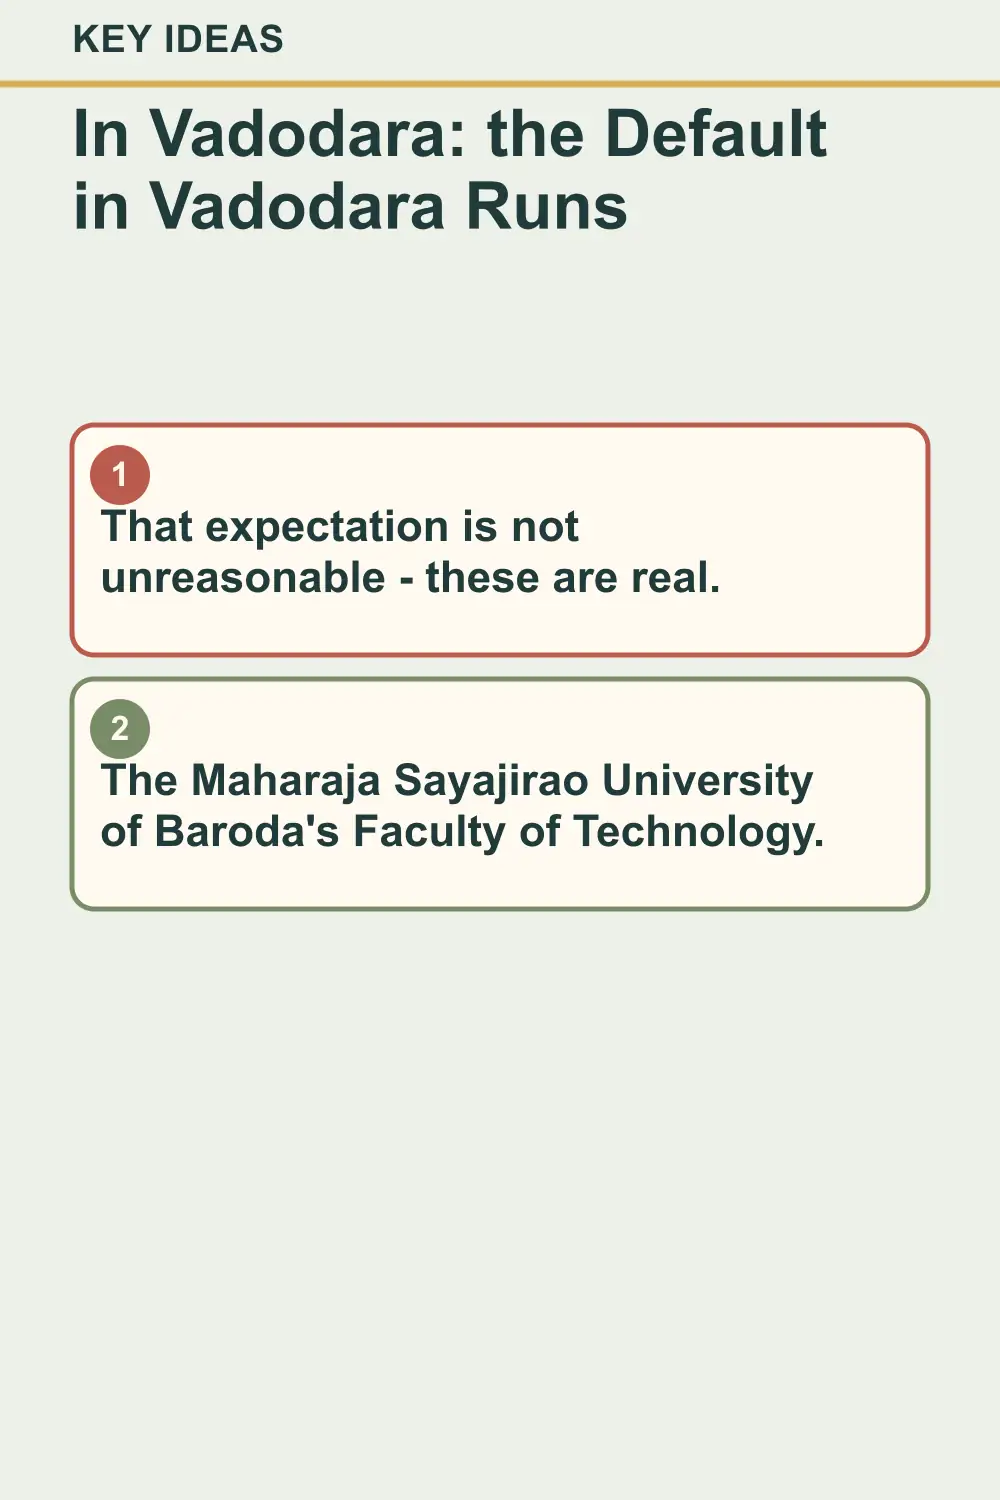 KEY IDEAS
In Vadodara: the Default
in Vadodara Runs
1
That expectation is not
unreasonable - these are real.
2
The Maharaja Sayajirao University
of Baroda's Faculty of Technology.